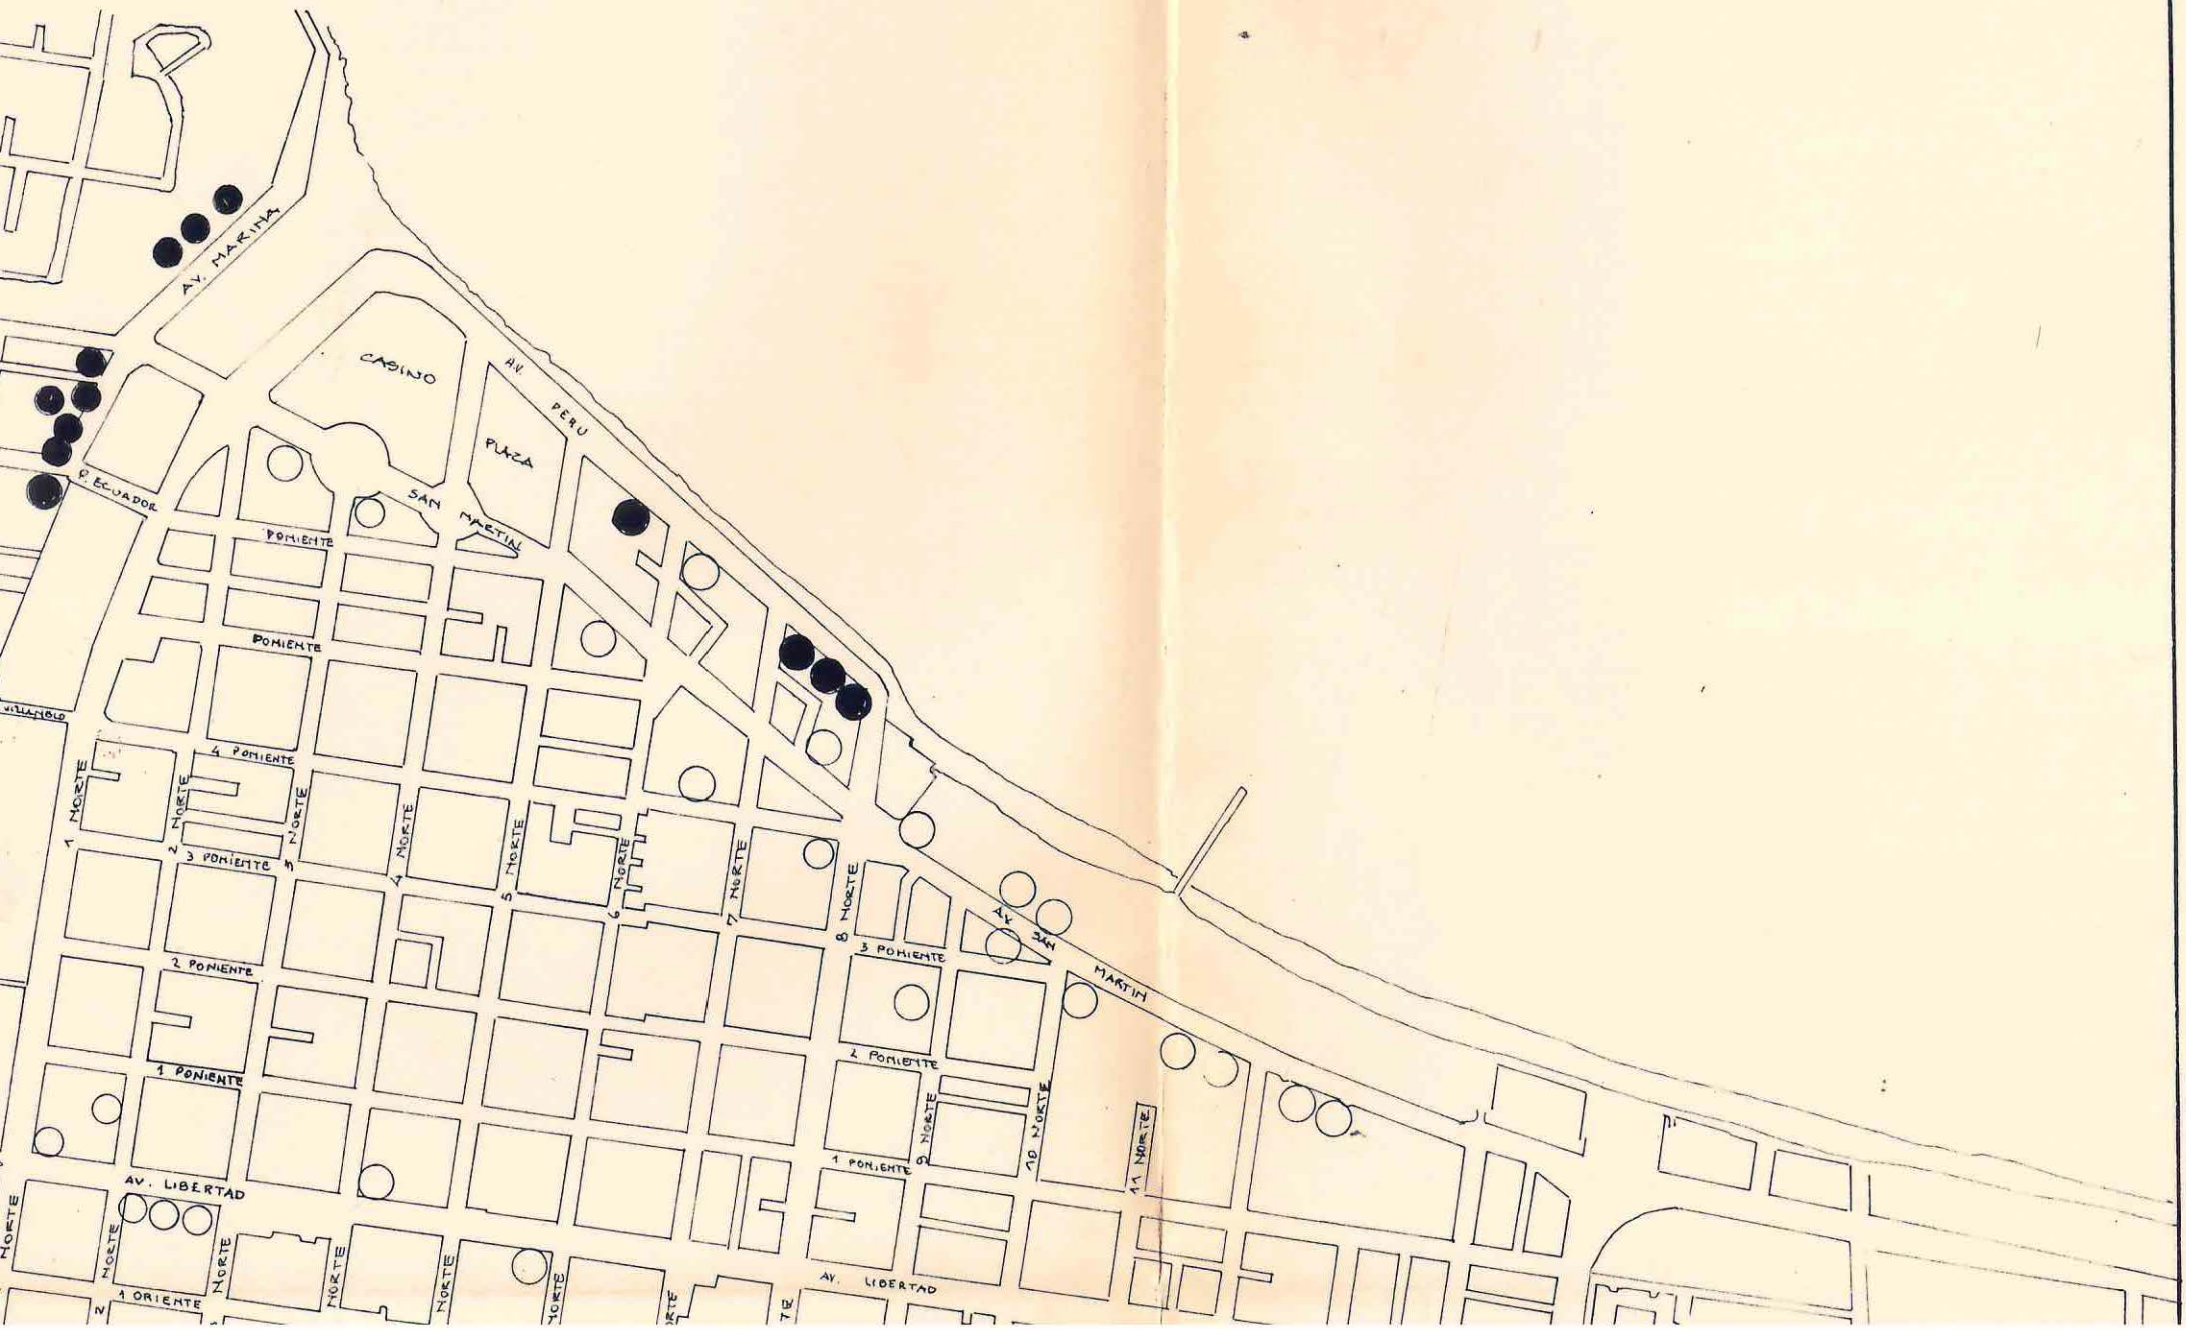 AV. MARINA
CASINO
AV. PERU
PLAZA
P. ECUADOR
SAN MARTIN
PONIENTE
PONIENTE
4 PONIENTE
1 NORTE
2 NORTE
3 NORTE
4 NORTE
5 NORTE
6 NORTE
7 NORTE
8 NORTE
3 PONIENTE
3 PONIENTE
AV. SAN MARTIN
2 PONIENTE
2 PONIENTE
1 PONIENTE
9 NORTE
10 NORTE
11 NORTE
1 PONIENTE
AV. LIBERTAD
NORTE
2 NORTE
NORTE
NORTE
NORTE
NORTE
AV. LIBERTAD
1 ORIENTE